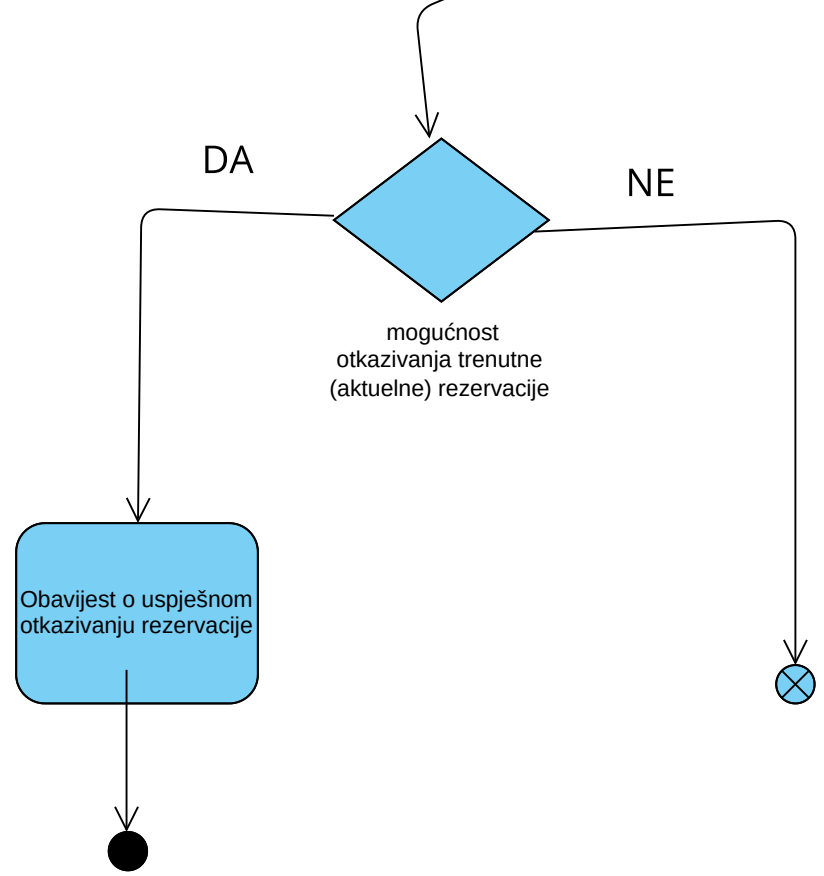 DA
NE
mogućnost
otkazivanja trenutne
(aktuelne) rezervacije
Obavijest o uspješnom
otkazivanju rezervacije